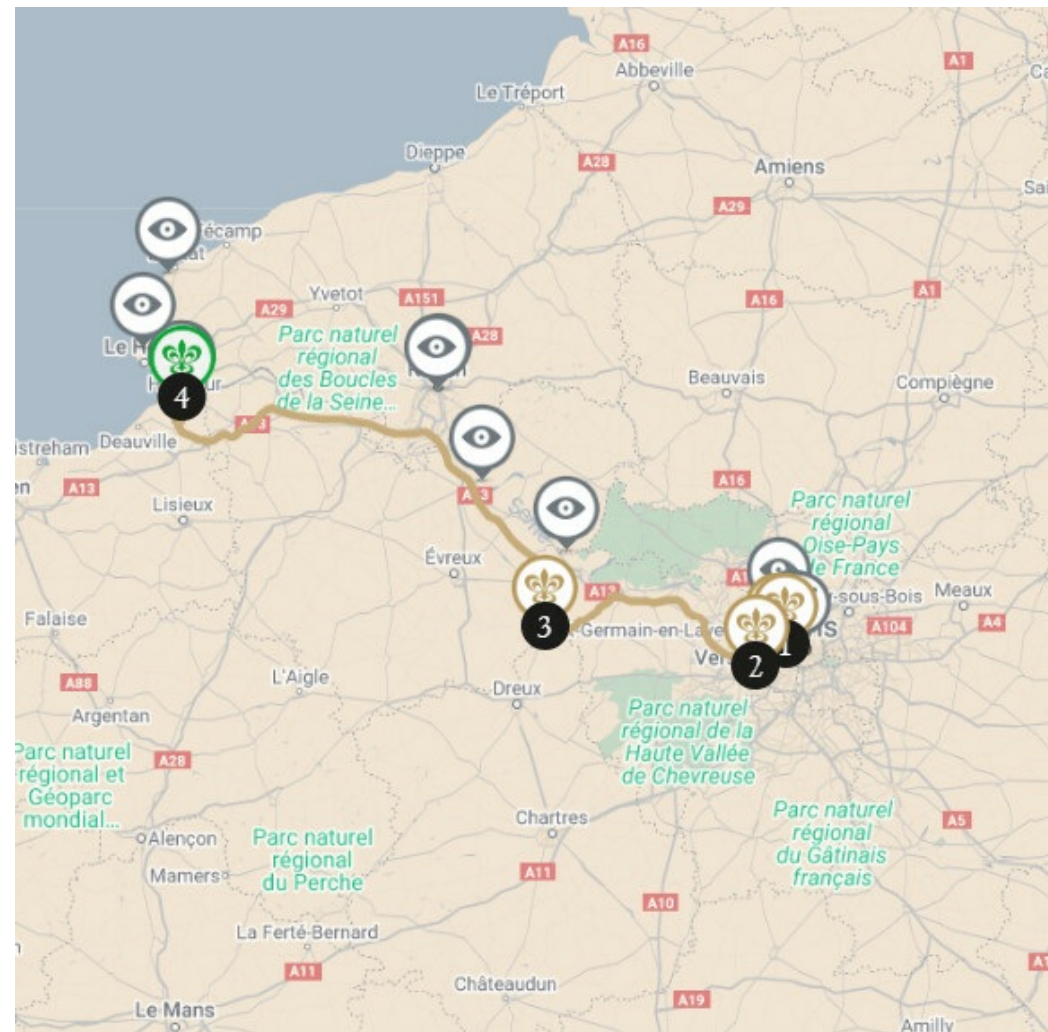 A16
Abbeville
A1
Le Tréport
Dieppe
A28
Amiens
A29
écamp
Yvetot
A29
A151
A28
A16
A1
Parc naturel
régional
des Boucles
de la Seine...
Beauvais
Compiègne
4
Deauville
istreham
en
A13
Lisieux
A16
Parc naturel
régional
Oise-Pays
de France
Évreux
A13
3
-Germain-en-Laye
-sous-Bois
Meaux
A104
A4
1
2
Falaise
L'Aigle
Dreux
A88
Argentan
Parc naturel
régional de la
Haute Vallée
de Chevreuse
Parc naturel
régional et
Géoparc
mondial...
A28
Alençon
Parc naturel
régional
du Perche
Mamers
Chartres
A11
Parc naturel
régional
du Gâtinais
français
A5
A10
La Ferté-Bernard
A11
Châteaudun
A19
Le Mans
Amilly